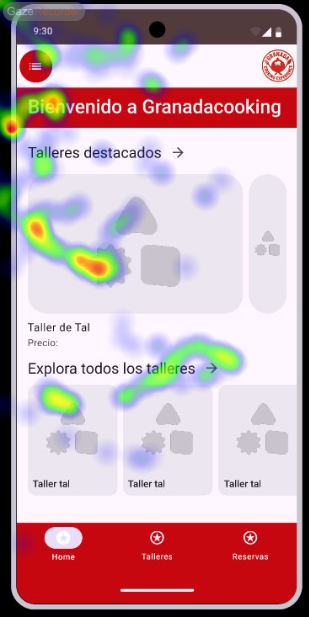 GazeRecorder
9:30
Bienvenido a Granadacooking
Talleres destacados →
Taller de Tal
Precio:
Explora todos los talleres →
Taller tal
Taller tal
Taller tal
Home
Talleres
Reservas